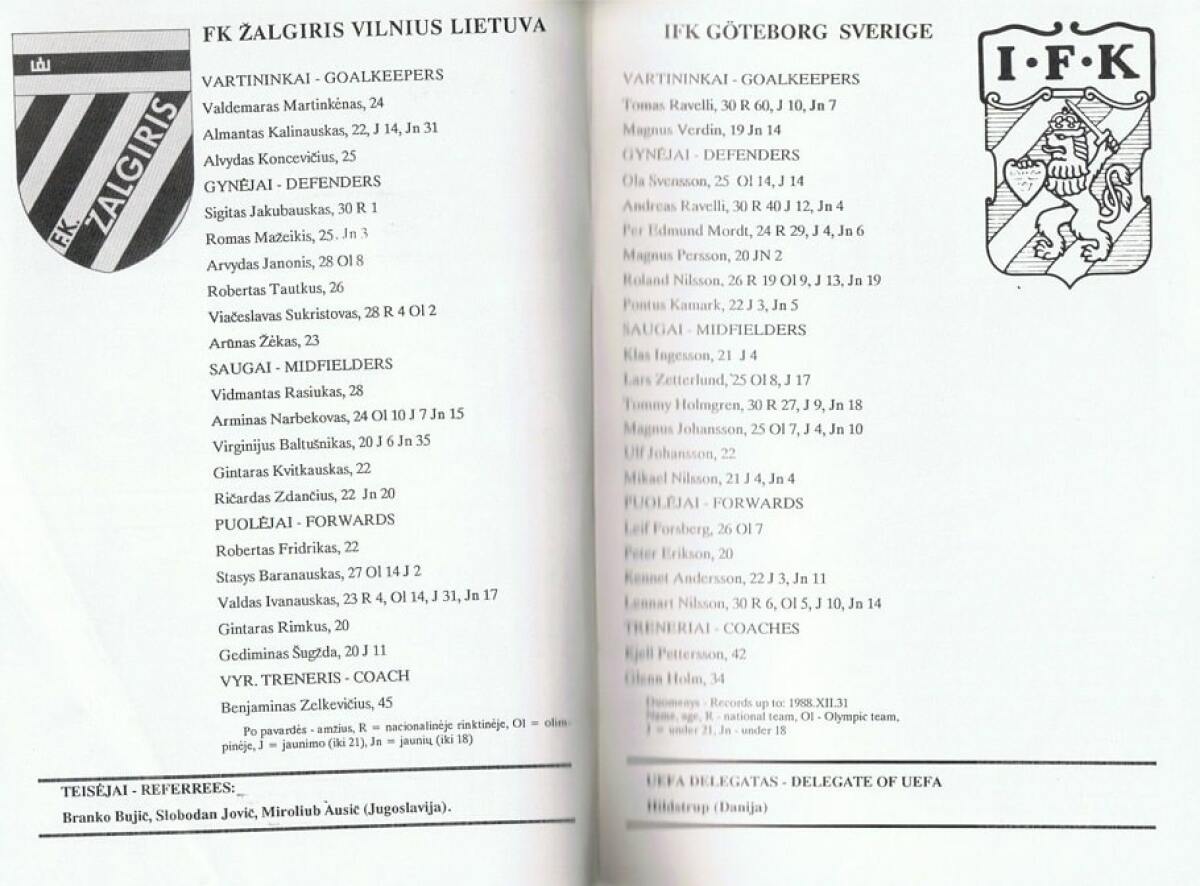 FK ŽALGIRIS VILNIUS LIETUVA
F.K. ŽALGIRIS
VARTININKAI - GOALKEEPERS
Valdemaras Martinkėnas, 24
Almantas Kalinauskas, 22, J 14, Jn 31
Alvydas Koncevičius, 25
GYNĖJAI - DEFENDERS
Sigitas Jakubauskas, 30 R 1
Romas Mažeikis, 25. Jn 3
Arvydas Janonis, 28 Ol 8
Robertas Tautkus, 26
Viačeslavas Sukristovas, 28 R 4 Ol 2
Arūnas Žėkas, 23
SAUGAI - MIDFIELDERS
Vidmantas Rasiukas, 28
Arminas Narbekovas, 24 Ol 10 J 7 Jn 15
Virginijus Baltušnikas, 20 J 6 Jn 35
Gintaras Kvitkauskas, 22
Ričardas Zdančius, 22 Jn 20
PUOLĖJAI - FORWARDS
Robertas Fridrikas, 22
Stasys Baranauskas, 27 Ol 14 J 2
Valdas Ivanauskas, 23 R 4, Ol 14, J 31, Jn 17
Gintaras Rimkus, 20
Gediminas Šugžda, 20 J 11
VYR. TRENERIS - COACH
Benjaminas Zelkevičius, 45
Po pavardės - amžius, R = nacionalinėje rinktinėje, Ol = olim-
pinėje, J = jaunimo (iki 21), Jn = jaunių (iki 18)
TEISĖJAI - REFERREES:
Branko Bujič, Slobodan Jovič, Miroliub Ausič (Jugoslavija).
IFK GÖTEBORG SVERIGE
I·F·K
VARTININKAI - GOALKEEPERS
Tomas Ravelli, 30 R 60, J 10, Jn 7
Magnus Verdin, 19 Jn 14
GYNĖJAI - DEFENDERS
Ola Svensson, 25 Ol 14, J 14
Andreas Ravelli, 30 R 40 J 12, Jn 4
Per Edmund Mordt, 24 R 29, J 4, Jn 6
Magnus Persson, 20 JN 2
Roland Nilsson, 26 R 19 Ol 9, J 13, Jn 19
Pontus Kamark, 22 J 3, Jn 5
SAUGAI - MIDFIELDERS
Klas Ingesson, 21 J 4
Lars Zetterlund, 25 Ol 8, J 17
Tommy Holmgren, 30 R 27, J 9, Jn 18
Magnus Johansson, 25 Ol 7, J 4, Jn 10
Ulf Johansson, 22
Mikael Nilsson, 21 J 4, Jn 4
PUOLĖJAI - FORWARDS
Leif Forsberg, 26 Ol 7
Peter Erikson, 20
Kennet Andersson, 22 J 3, Jn 11
Lennart Nilsson, 30 R 6, Ol 5, J 10, Jn 14
TRENERIAI - COACHES
Kjell Pettersson, 42
Glenn Holm, 34
Duomenys - Records up to: 1988.XII.31
Name, age, R - national team, Ol - Olympic team,
J = under 21, Jn - under 18
UEFA DELEGATAS - DELEGATE OF UEFA
Hildstrup (Danija)